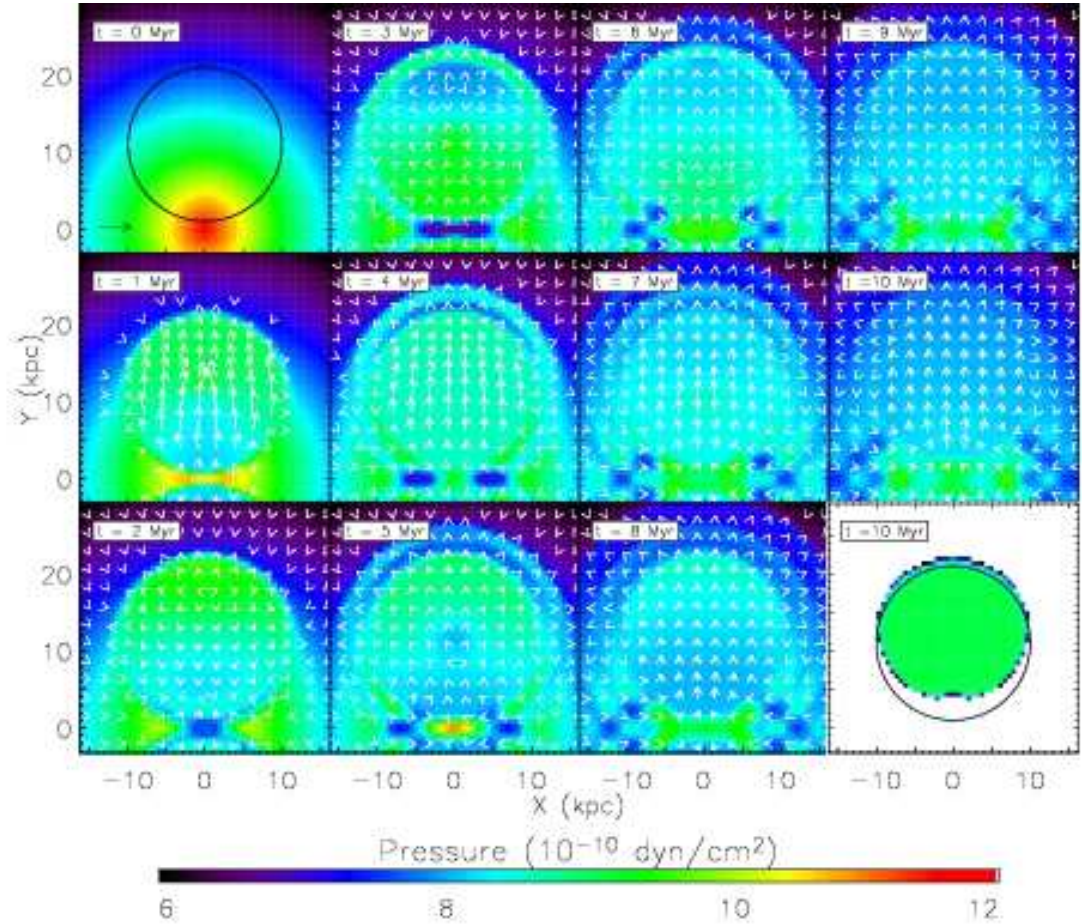 t = 0 Myr
t = 3 Myr
t = 6 Myr
t = 9 Myr
20
10
0
t = 1 Myr
t = 4 Myr
t = 7 Myr
t =10 Myr
20
10
0
Y (kpc)
t = 2 Myr
t = 5 Myr
t = 8 Myr
t =10 Myr
20
10
0
−10 0 10 −10 0 10 −10 0 10 −10 0 10
X (kpc)
Pressure (10⁻¹⁰ dyn/cm²)
6 8 10 12